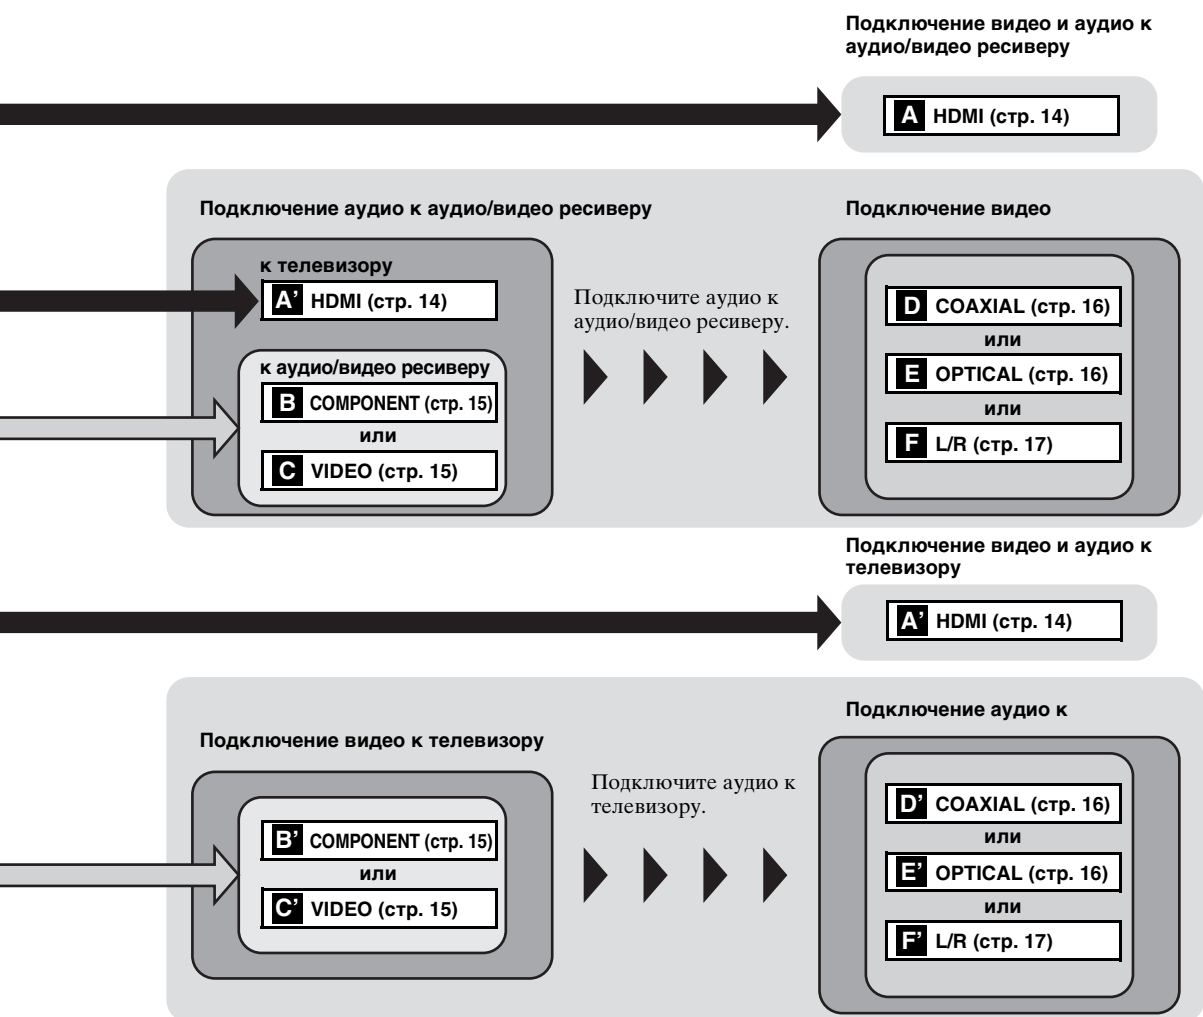 Подключение видео и аудио к
аудио/видео ресиверу
A HDMI (стр. 14)
Подключение аудио к аудио/видео ресиверу
Подключение видео
к телевизору
A’ HDMI (стр. 14)
к аудио/видео ресиверу
B COMPONENT (стр. 15)
или
C VIDEO (стр. 15)
Подключите аудио к
аудио/видео ресиверу.
D COAXIAL (стр. 16)
или
E OPTICAL (стр. 16)
или
F L/R (стр. 17)
Подключение видео и аудио к
телевизору
A’ HDMI (стр. 14)
Подключение видео к телевизору
Подключение аудио к
B’ COMPONENT (стр. 15)
или
C’ VIDEO (стр. 15)
Подключите аудио к
телевизору.
D’ COAXIAL (стр. 16)
или
E’ OPTICAL (стр. 16)
или
F’ L/R (стр. 17)